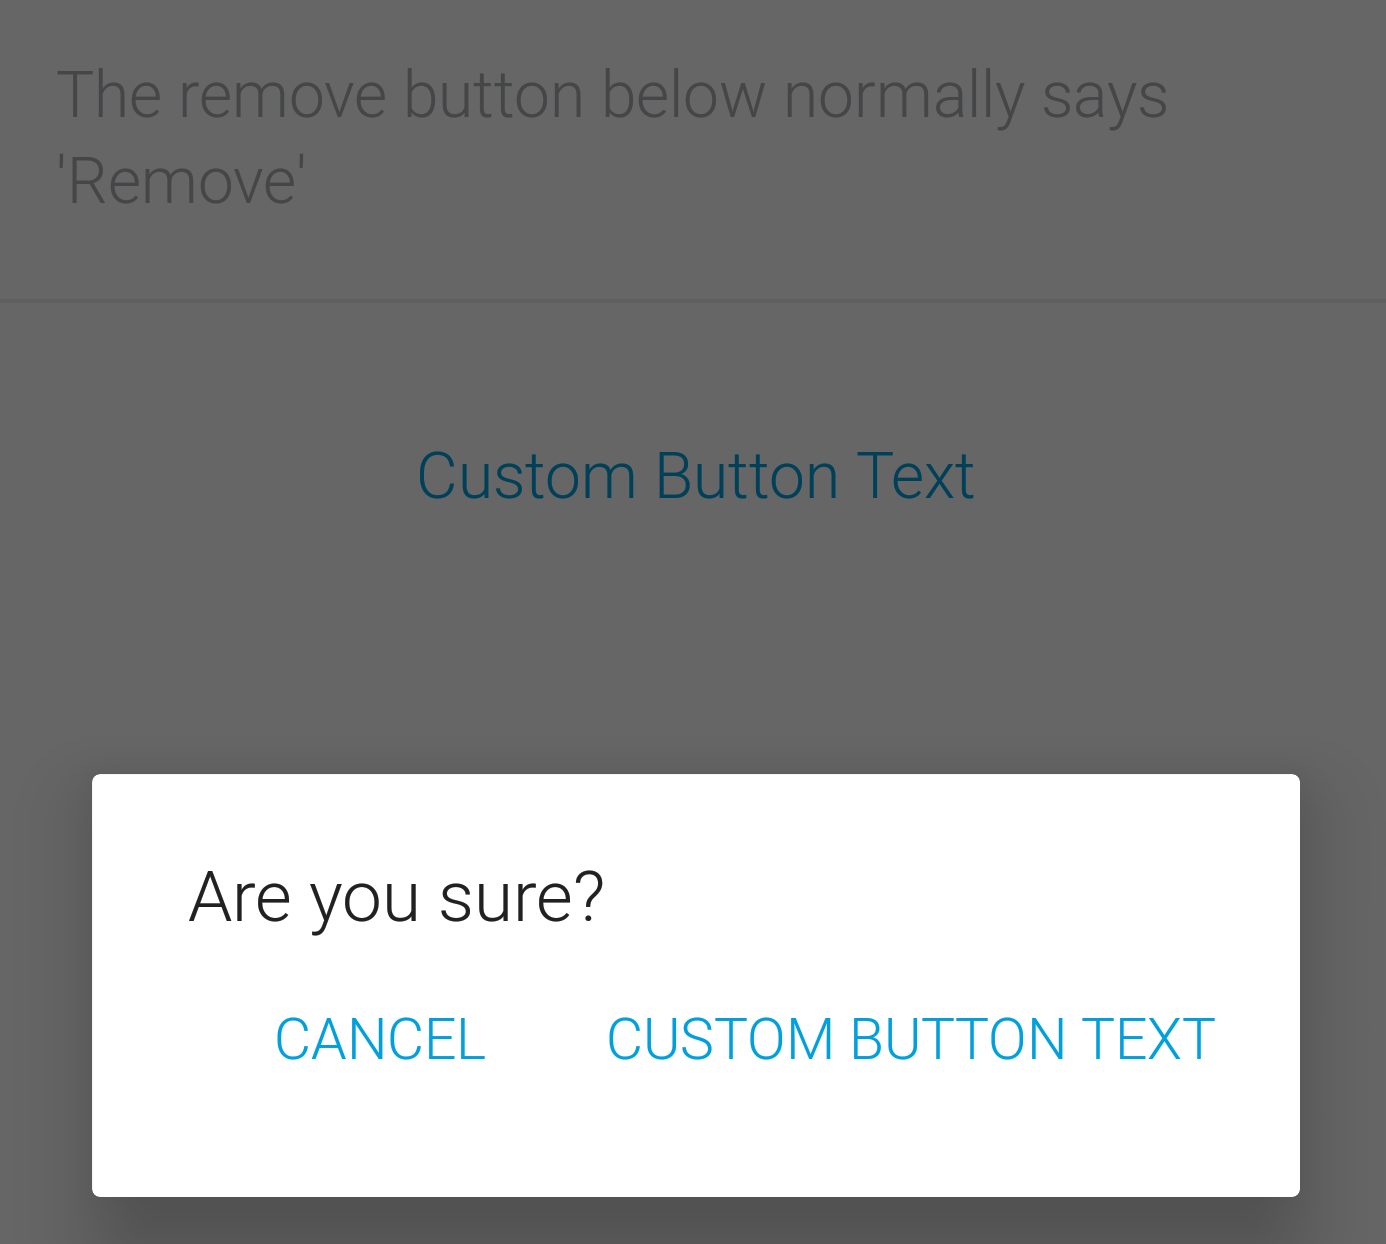 The remove button below normally says
'Remove'
Custom Button Text
Are you sure?
CANCEL CUSTOM BUTTON TEXT